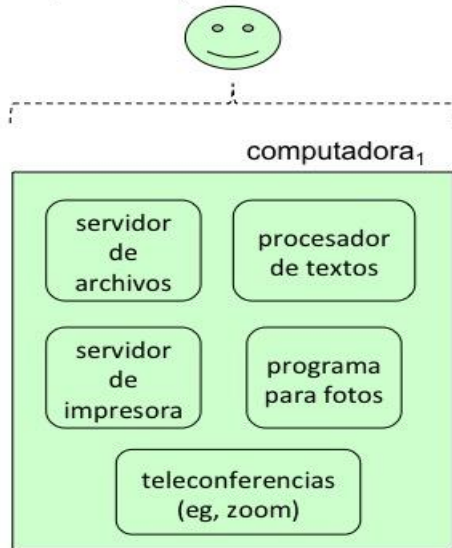 computadora₁
servidor
de
archivos
procesador
de textos
servidor
de
impresora
programa
para fotos
teleconferencias
(eg, zoom)